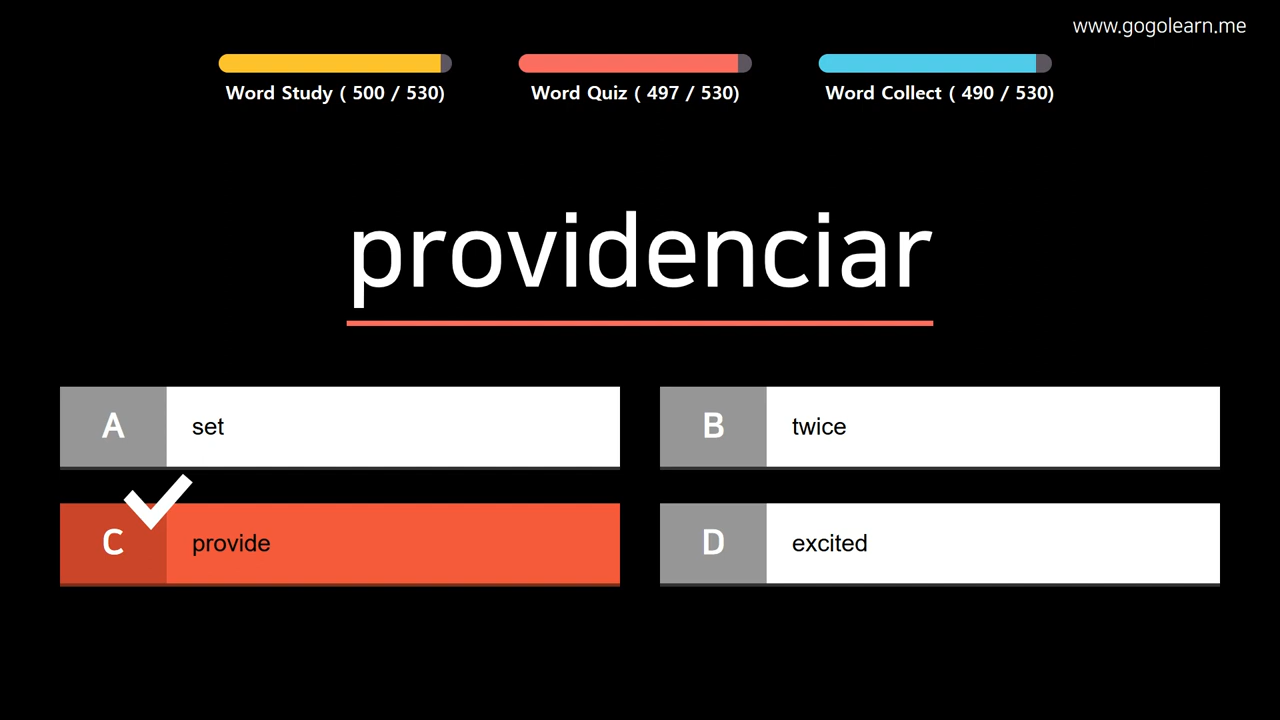 www.gogolearn.me
Word Study ( 500 / 530)
Word Quiz ( 497 / 530)
Word Collect ( 490 / 530)
providenciar
A set
B twice
C provide
D excited